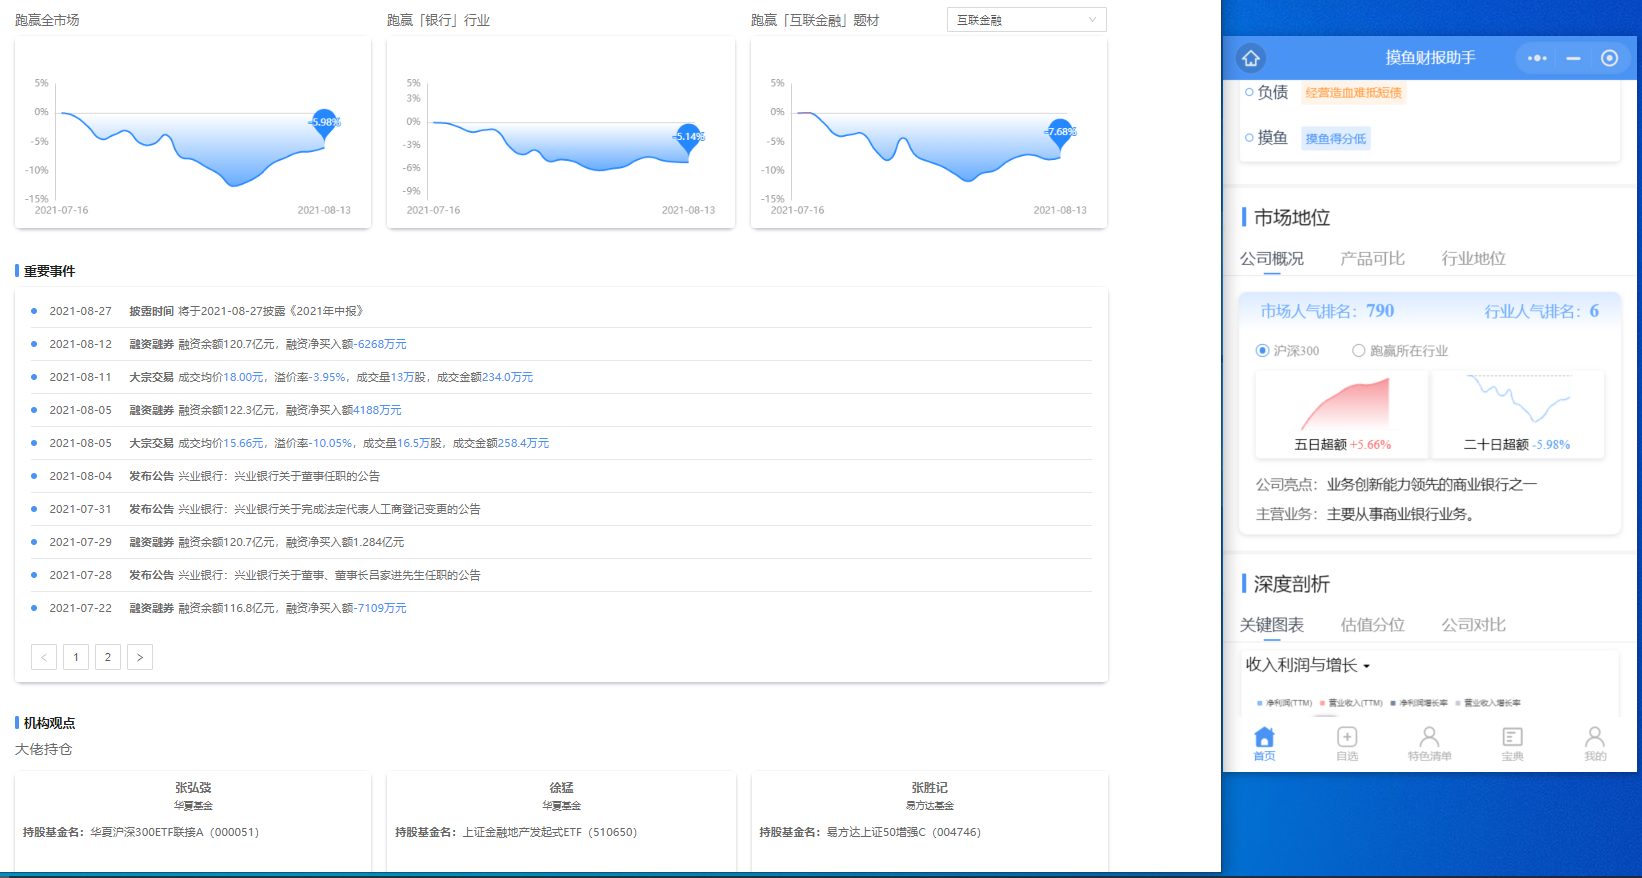 跑赢全市场
跑赢「银行」行业
跑赢「互联金融」题材
互联金融
5%
0%
-5%
-10%
-15%
-5.98%
2021-07-16
2021-08-13
5%
3%
0%
-3%
-6%
-9%
-5.14%
2021-07-16
2021-08-13
5%
0%
-5%
-10%
-15%
-7.68%
2021-07-16
2021-08-13
重要事件
2021-08-27 披露时间 将于2021-08-27披露《2021年中报》
2021-08-12 融资融券 融资余额120.7亿元，融资净买入额-6268万元
2021-08-11 大宗交易 成交均价18.00元，溢价率-3.95%，成交量13万股，成交金额234.0万元
2021-08-05 融资融券 融资余额122.3亿元，融资净买入额4188万元
2021-08-05 大宗交易 成交均价15.66元，溢价率-10.05%，成交量16.5万股，成交金额258.4万元
2021-08-04 发布公告 兴业银行：兴业银行关于董事任职的公告
2021-07-31 发布公告 兴业银行：兴业银行关于完成法定代表人工商登记变更的公告
2021-07-29 融资融券 融资余额120.7亿元，融资净买入额1.284亿元
2021-07-28 发布公告 兴业银行：兴业银行关于董事、董事长吕家进先生任职的公告
2021-07-22 融资融券 融资余额116.8亿元，融资净买入额-7109万元
< 1 2 >
机构观点
大佬持仓
张弘弢
华夏基金
持股基金名：华夏沪深300ETF联接A（000051）
徐猛
华夏基金
持股基金名：上证金融地产发起式ETF（510650）
张胜记
易方达基金
持股基金名：易方达上证50增强C（004746）
摸鱼财报助手
负债 经营造血难抵短债
摸鱼 摸鱼得分低
市场地位
公司概况 产品可比 行业地位
市场人气排名：790 行业人气排名：6
沪深300 跑赢所在行业
五日超额 +5.66%
二十日超额 -5.98%
公司亮点：业务创新能力领先的商业银行之一
主营业务：主要从事商业银行业务。
深度剖析
关键图表 估值分位 公司对比
收入利润与增长
净利润(TTM) 营业收入(TTM) 净利润增长率 营业收入增长率
首页 自选 特色清单 宝典 我的